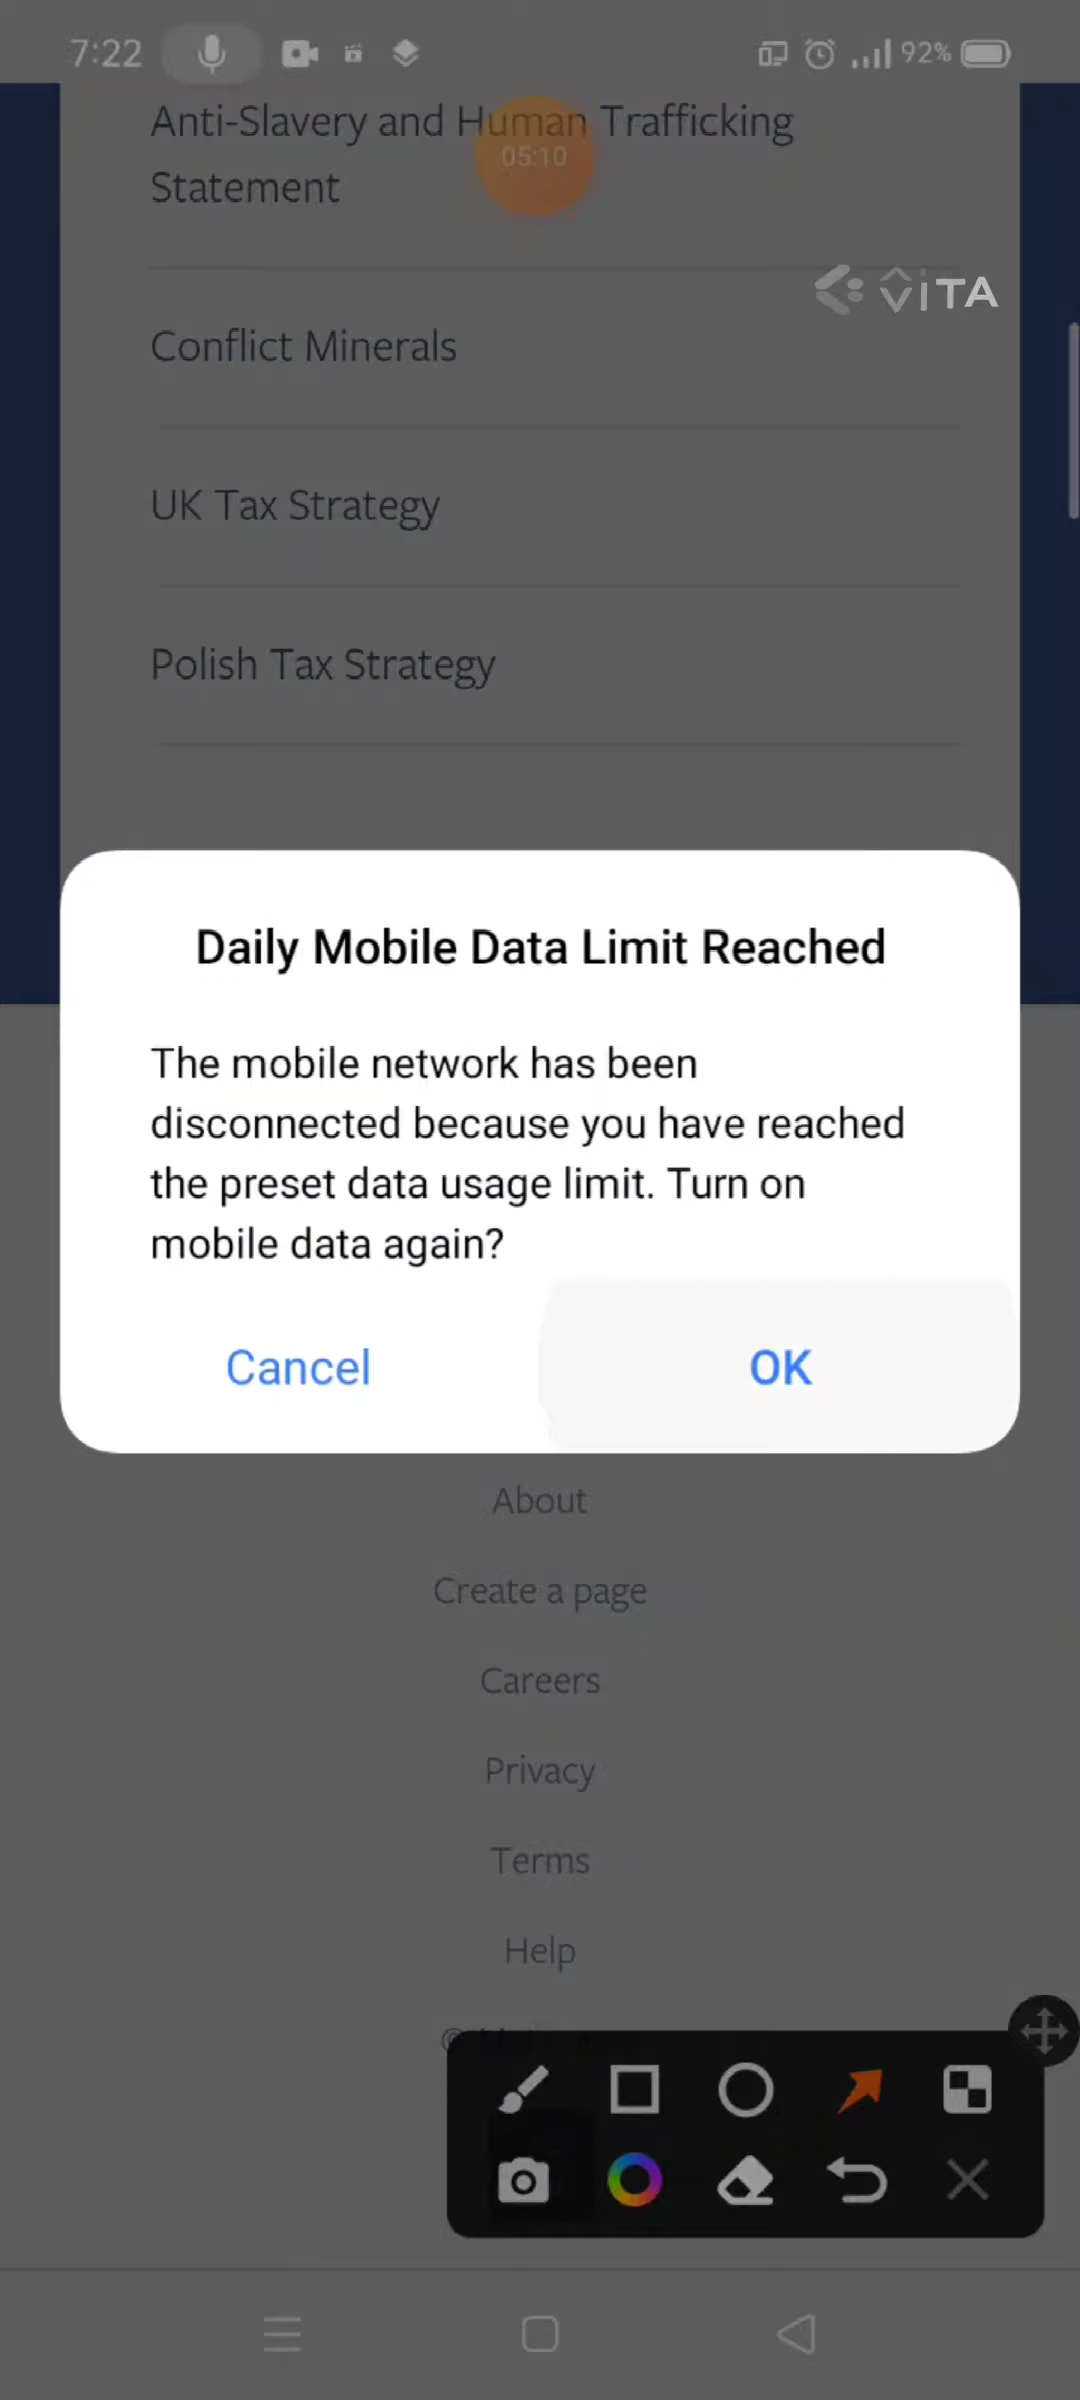 7:22
92%
Anti-Slavery and Human Trafficking
05:10
Statement
VITA
Conflict Minerals
UK Tax Strategy
Polish Tax Strategy
Daily Mobile Data Limit Reached
The mobile network has been
disconnected because you have reached
the preset data usage limit. Turn on
mobile data again?
Cancel
OK
About
Create a page
Careers
Privacy
Terms
Help
©